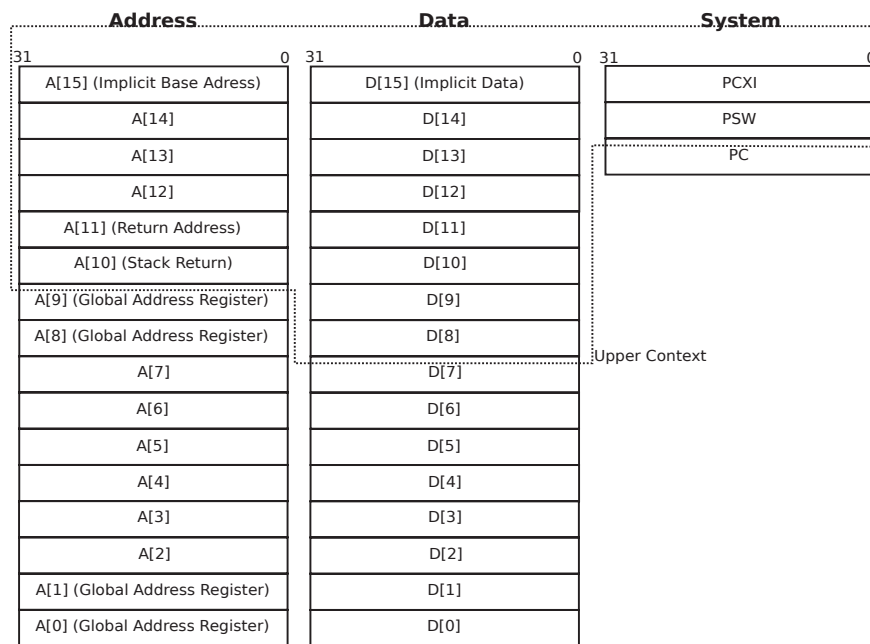 Address Data System
31 0 31 0 31 0
A[15] (Implicit Base Adress) D[15] (Implicit Data) PCXI
A[14] D[14] PSW
A[13] D[13] PC
A[12] D[12]
A[11] (Return Address) D[11]
A[10] (Stack Return) D[10]
A[9] (Global Address Register) D[9]
A[8] (Global Address Register) D[8]
Upper Context
A[7] D[7]
A[6] D[6]
A[5] D[5]
A[4] D[4]
A[3] D[3]
A[2] D[2]
A[1] (Global Address Register) D[1]
A[0] (Global Address Register) D[0]